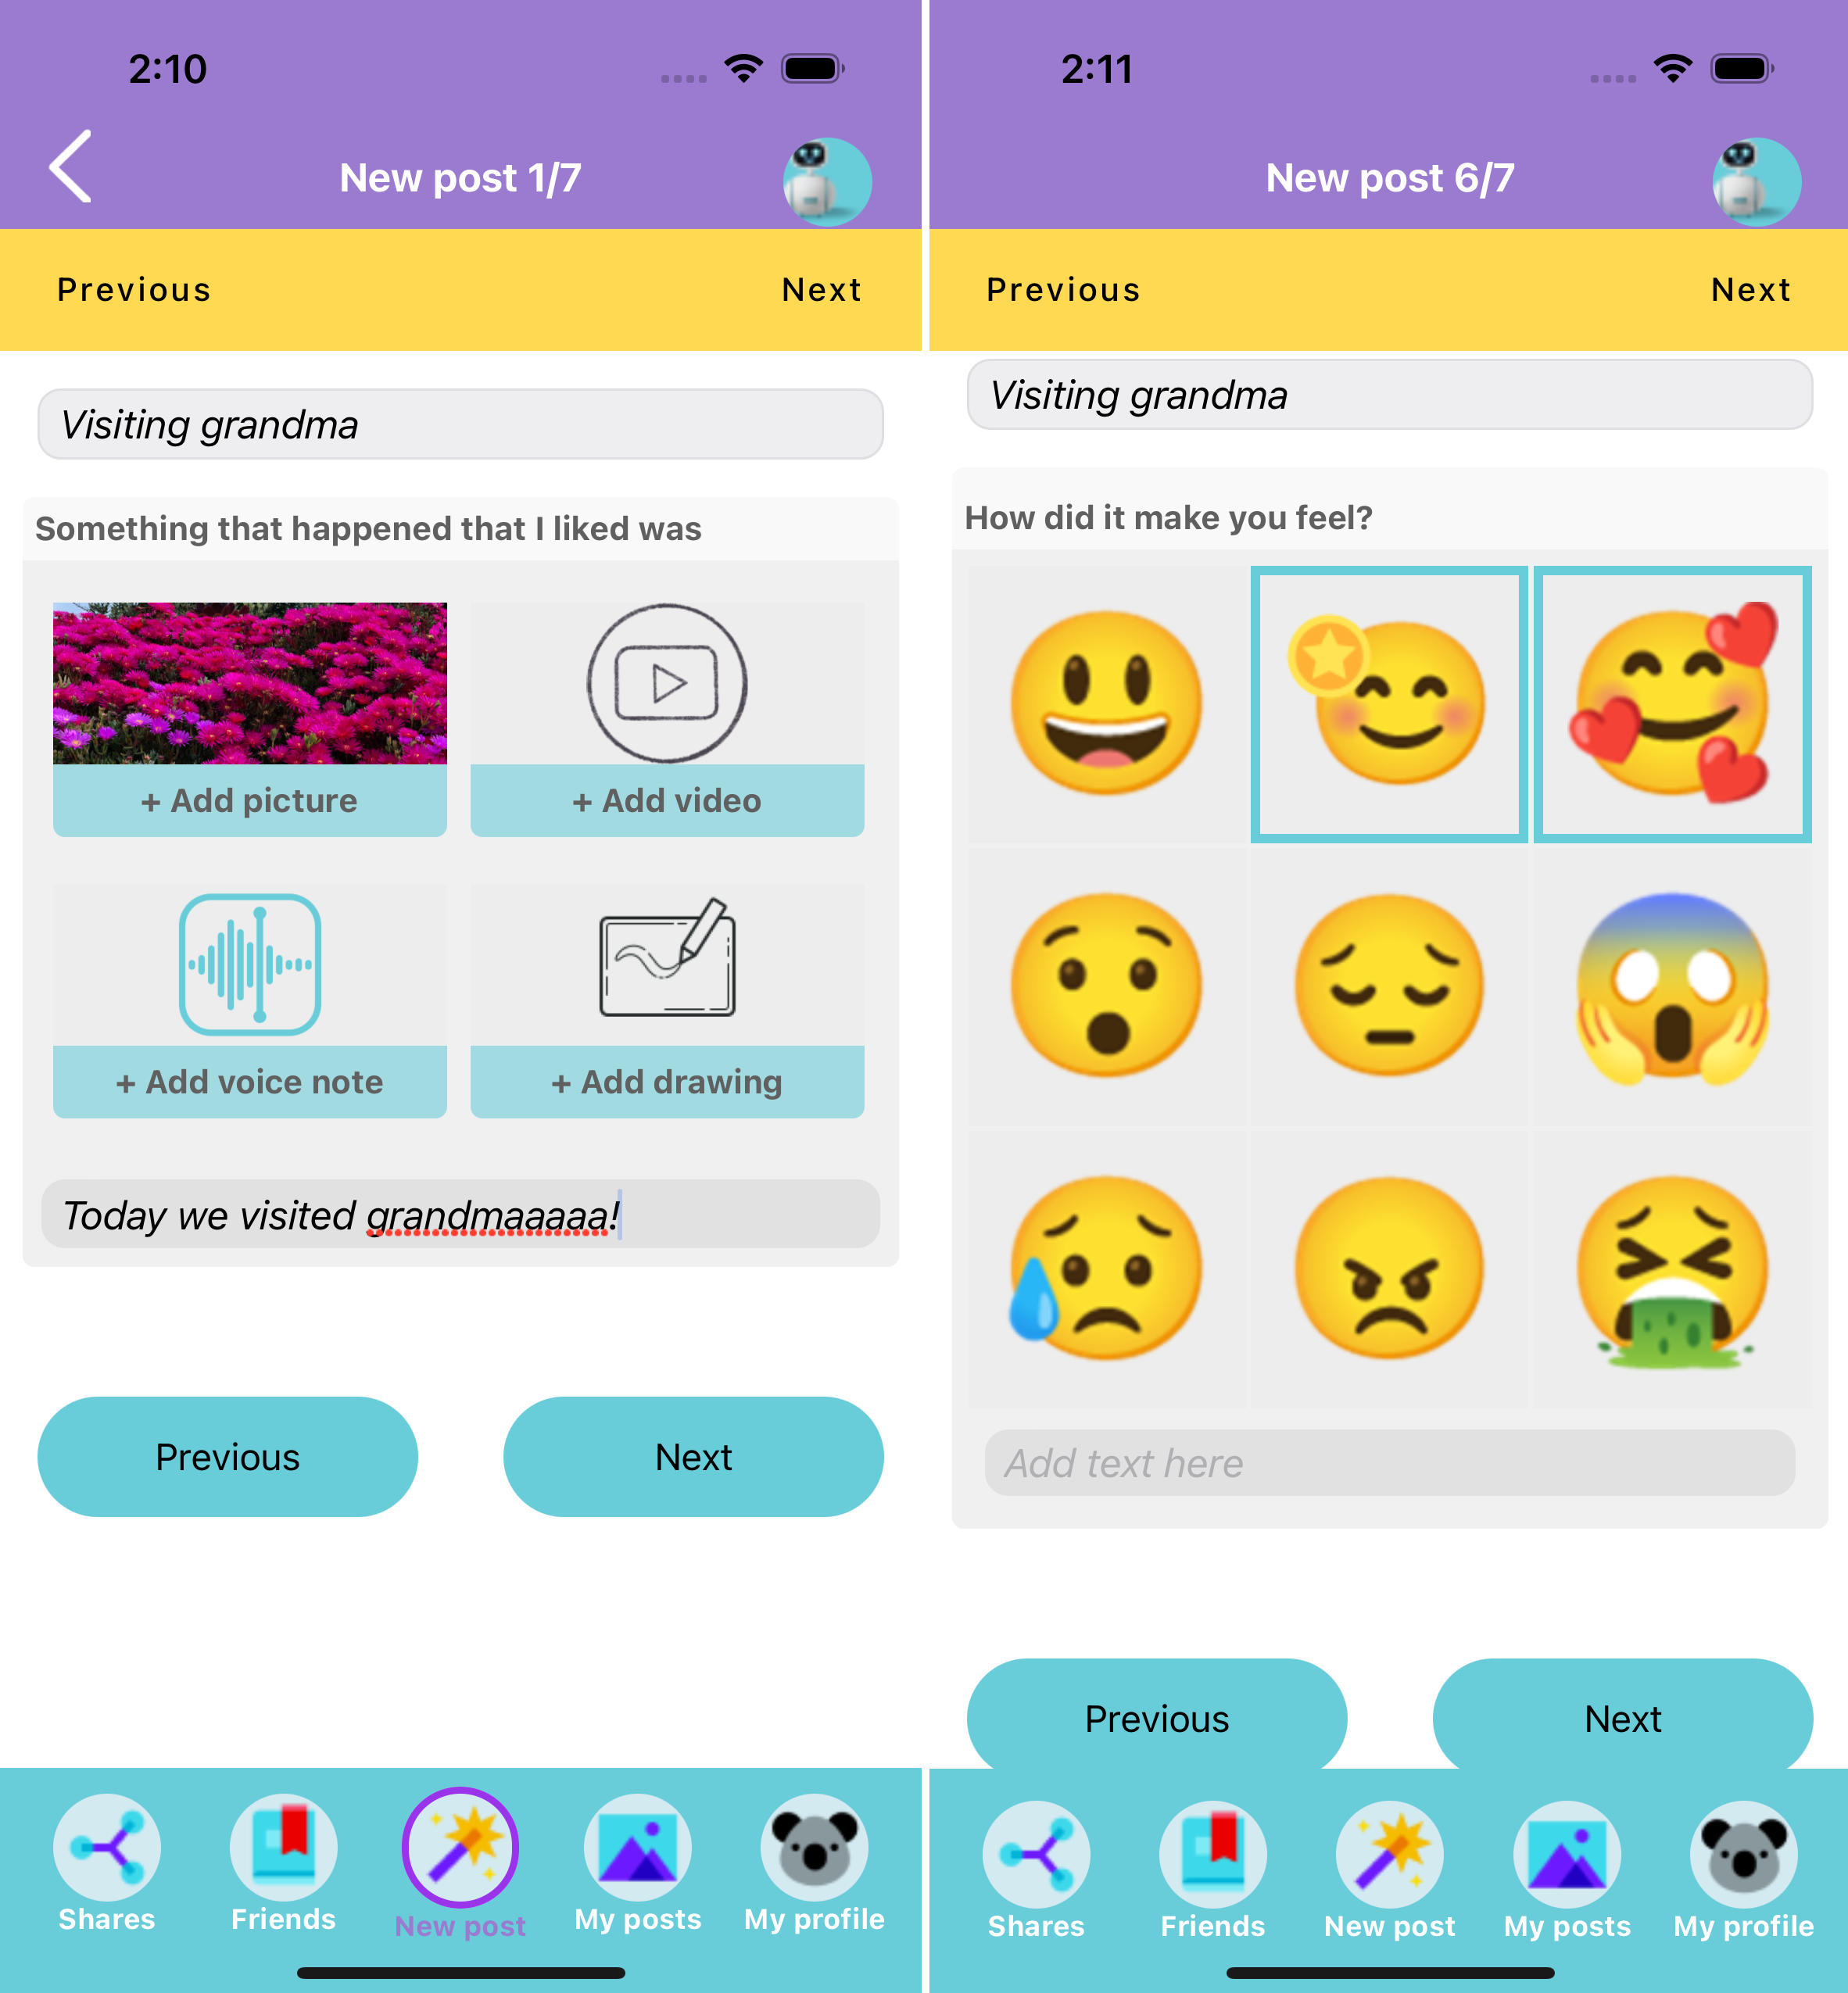 2:10
New post 1/7
Previous
Next
Visiting grandma
Something that happened that I liked was
+ Add picture
+ Add video
+ Add voice note
+ Add drawing
Today we visited grandmaaaaa!
Previous
Next
Shares
Friends
New post
My posts
My profile
2:11
New post 6/7
Previous
Next
Visiting grandma
How did it make you feel?
Add text here
Previous
Next
Shares
Friends
New post
My posts
My profile